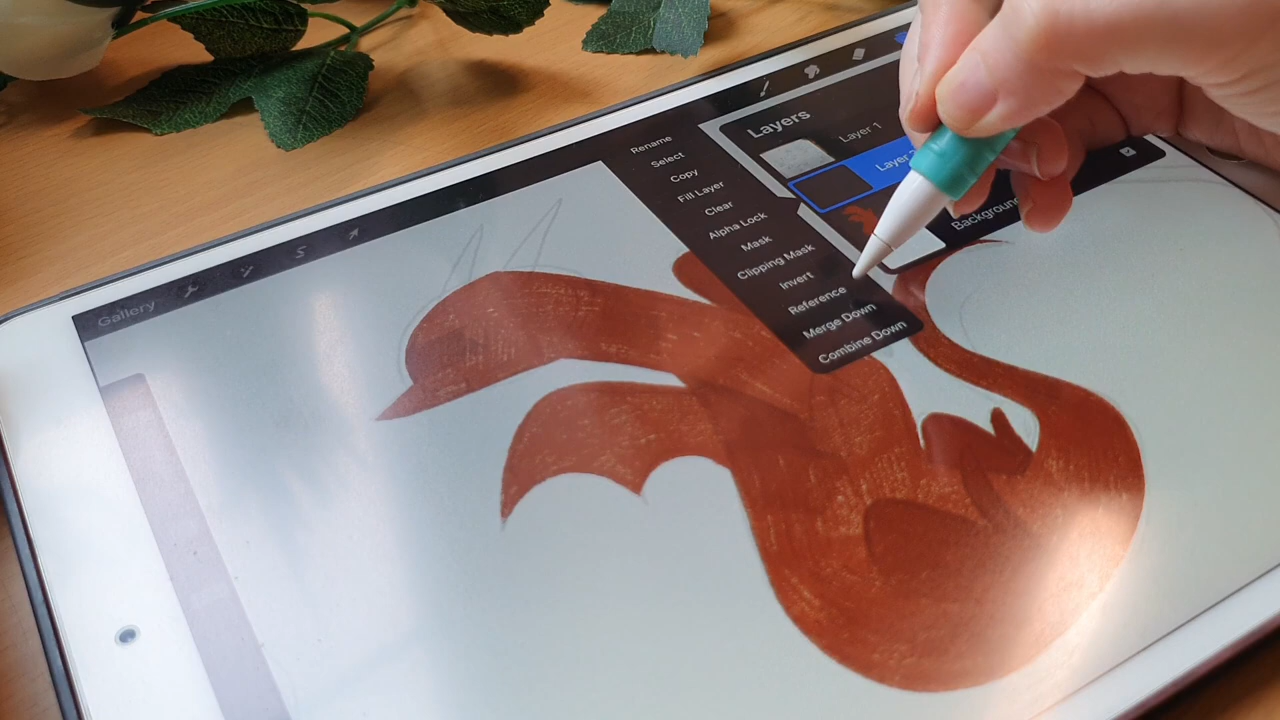 Gallery
S
Rename
Select
Copy
Fill Layer
Clear
Alpha Lock
Mask
Clipping Mask
Invert
Reference
Merge Down
Combine Down
Layers
Layer 1
Layer
Background